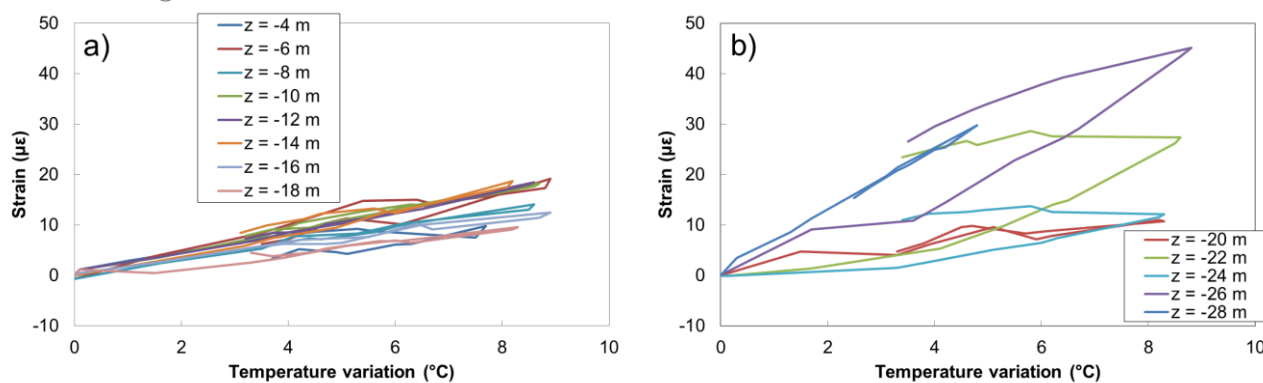 a)
z = -4 m
z = -6 m
z = -8 m
z = -10 m
z = -12 m
z = -14 m
z = -16 m
z = -18 m
50
40
30
20
10
0
-10
Strain (µε)
0 2 4 6 8 10
Temperature variation (°C)
b)
50
40
30
20
10
0
-10
Strain (µε)
z = -20 m
z = -22 m
z = -24 m
z = -26 m
z = -28 m
0 2 4 6 8 10
Temperature variation (°C)